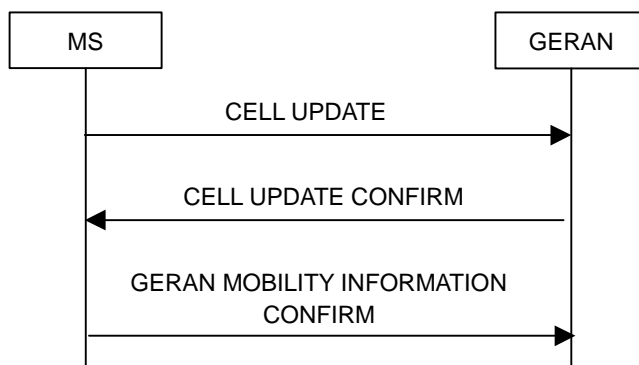 MS
GERAN
CELL UPDATE
CELL UPDATE CONFIRM
GERAN MOBILITY INFORMATION
CONFIRM